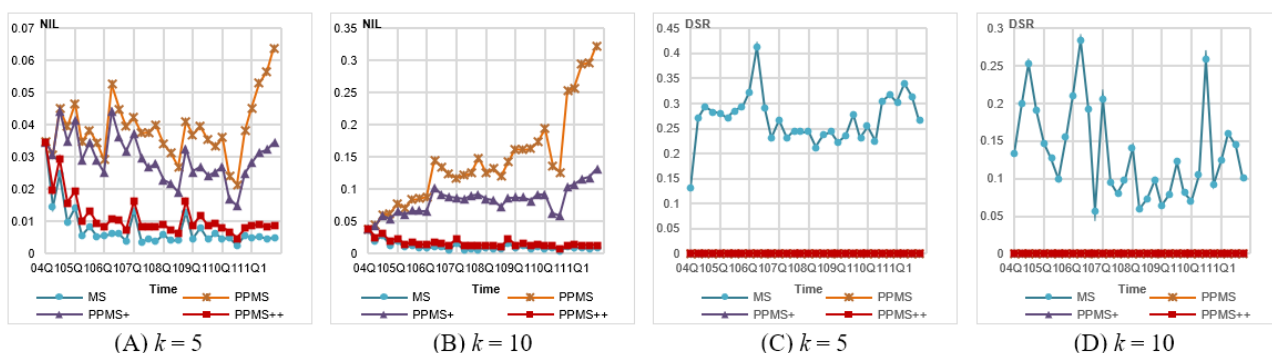 NIL
0.07
0.06
0.05
0.04
0.03
0.02
0.01
0
04Q105Q106Q107Q108Q109Q110Q111Q1
Time
MS PPMS
PPMS+ PPMS++
(A) k = 5
NIL
0.35
0.3
0.25
0.2
0.15
0.1
0.05
0
04Q105Q106Q107Q108Q109Q110Q111Q1
Time
MS PPMS
PPMS+ PPMS++
(B) k = 10
DSR
0.45
0.4
0.35
0.3
0.25
0.2
0.15
0.1
0.05
0
04Q105Q106Q107Q108Q109Q110Q111Q1
Time
MS PPMS
PPMS+ PPMS++
(C) k = 5
DSR
0.3
0.25
0.2
0.15
0.1
0.05
0
04Q105Q106Q107Q108Q109Q110Q111Q1
Time
MS PPMS
PPMS+ PPMS++
(D) k = 10